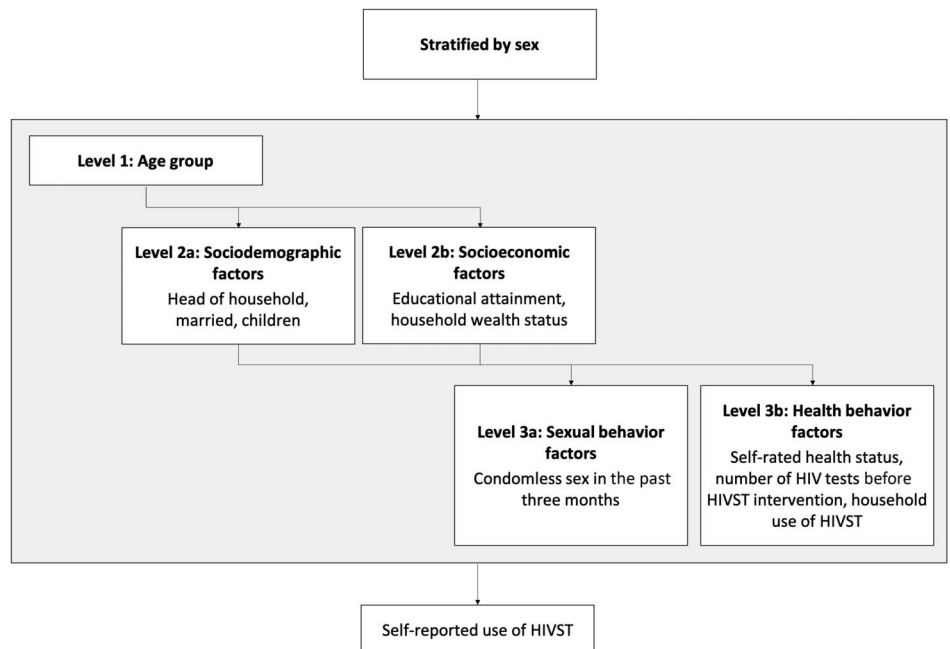 Stratified by sex
Level 1: Age group
Level 2a: Sociodemographic
factors
Head of household,
married, children
Level 2b: Socioeconomic
factors
Educational attainment,
household wealth status
Level 3a: Sexual behavior
factors
Condomless sex in the past
three months
Level 3b: Health behavior
factors
Self-rated health status,
number of HIV tests before
HIVST intervention, household
use of HIVST
Self-reported use of HIVST